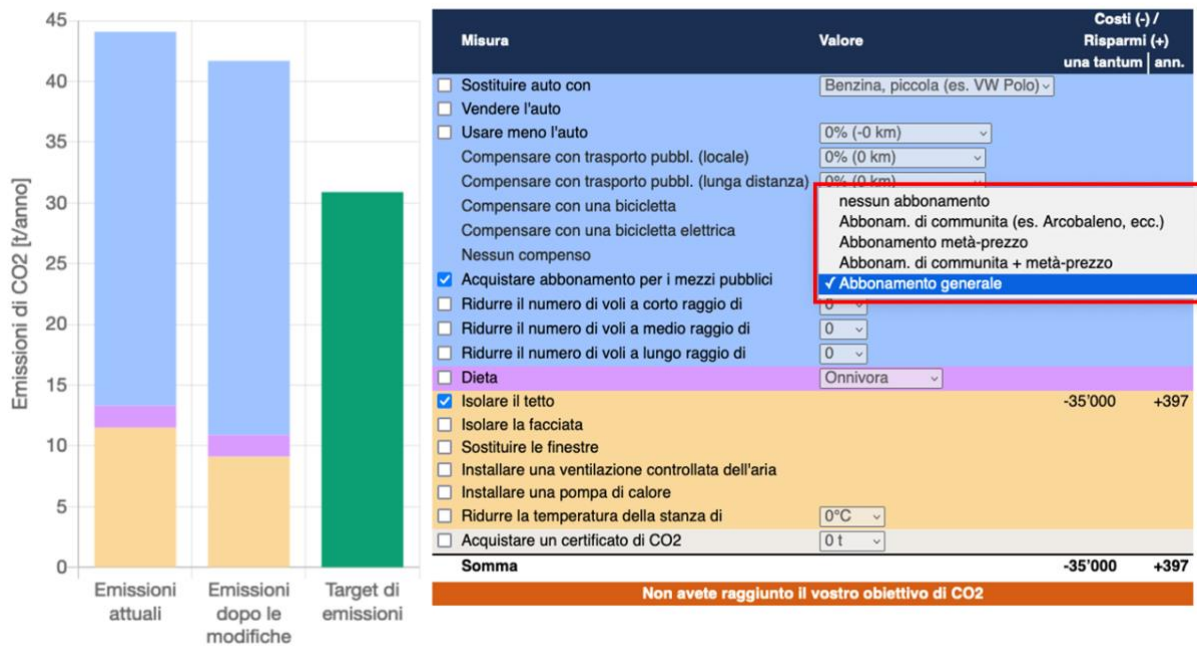 45
40
35
30
25
20
15
10
5
0
Emissioni di CO2 [t/anno]
Emissioni
attuali
Emissioni
dopo le
modifiche
Target di
emissioni
Misura Valore Costi (-) /
Risparmi (+)
una tantum ann.
Sostituire auto con Benzina, piccola (es. VW Polo)
Vendere l'auto
Usare meno l'auto 0% (-0 km)
Compensare con trasporto pubbl. (locale) 0% (0 km)
Compensare con trasporto pubbl. (lunga distanza) 0% (0 km)
Compensare con una bicicletta
Compensare con una bicicletta elettrica
Nessun compenso
nessun abbonamento
Abbonam. di communita (es. Arcobaleno, ecc.)
Abbonamento metà-prezzo
Abbonam. di communita + metà-prezzo
✓ Abbonamento generale
Acquistare abbonamento per i mezzi pubblici
Ridurre il numero di voli a corto raggio di 0
Ridurre il numero di voli a medio raggio di 0
Ridurre il numero di voli a lungo raggio di 0
Dieta Onnivora
Isolare il tetto -35'000 +397
Isolare la facciata
Sostituire le finestre
Installare una ventilazione controllata dell'aria
Installare una pompa di calore
Ridurre la temperatura della stanza di 0°C
Acquistare un certificato di CO2 0 t
Somma -35'000 +397
Non avete raggiunto il vostro obiettivo di CO2